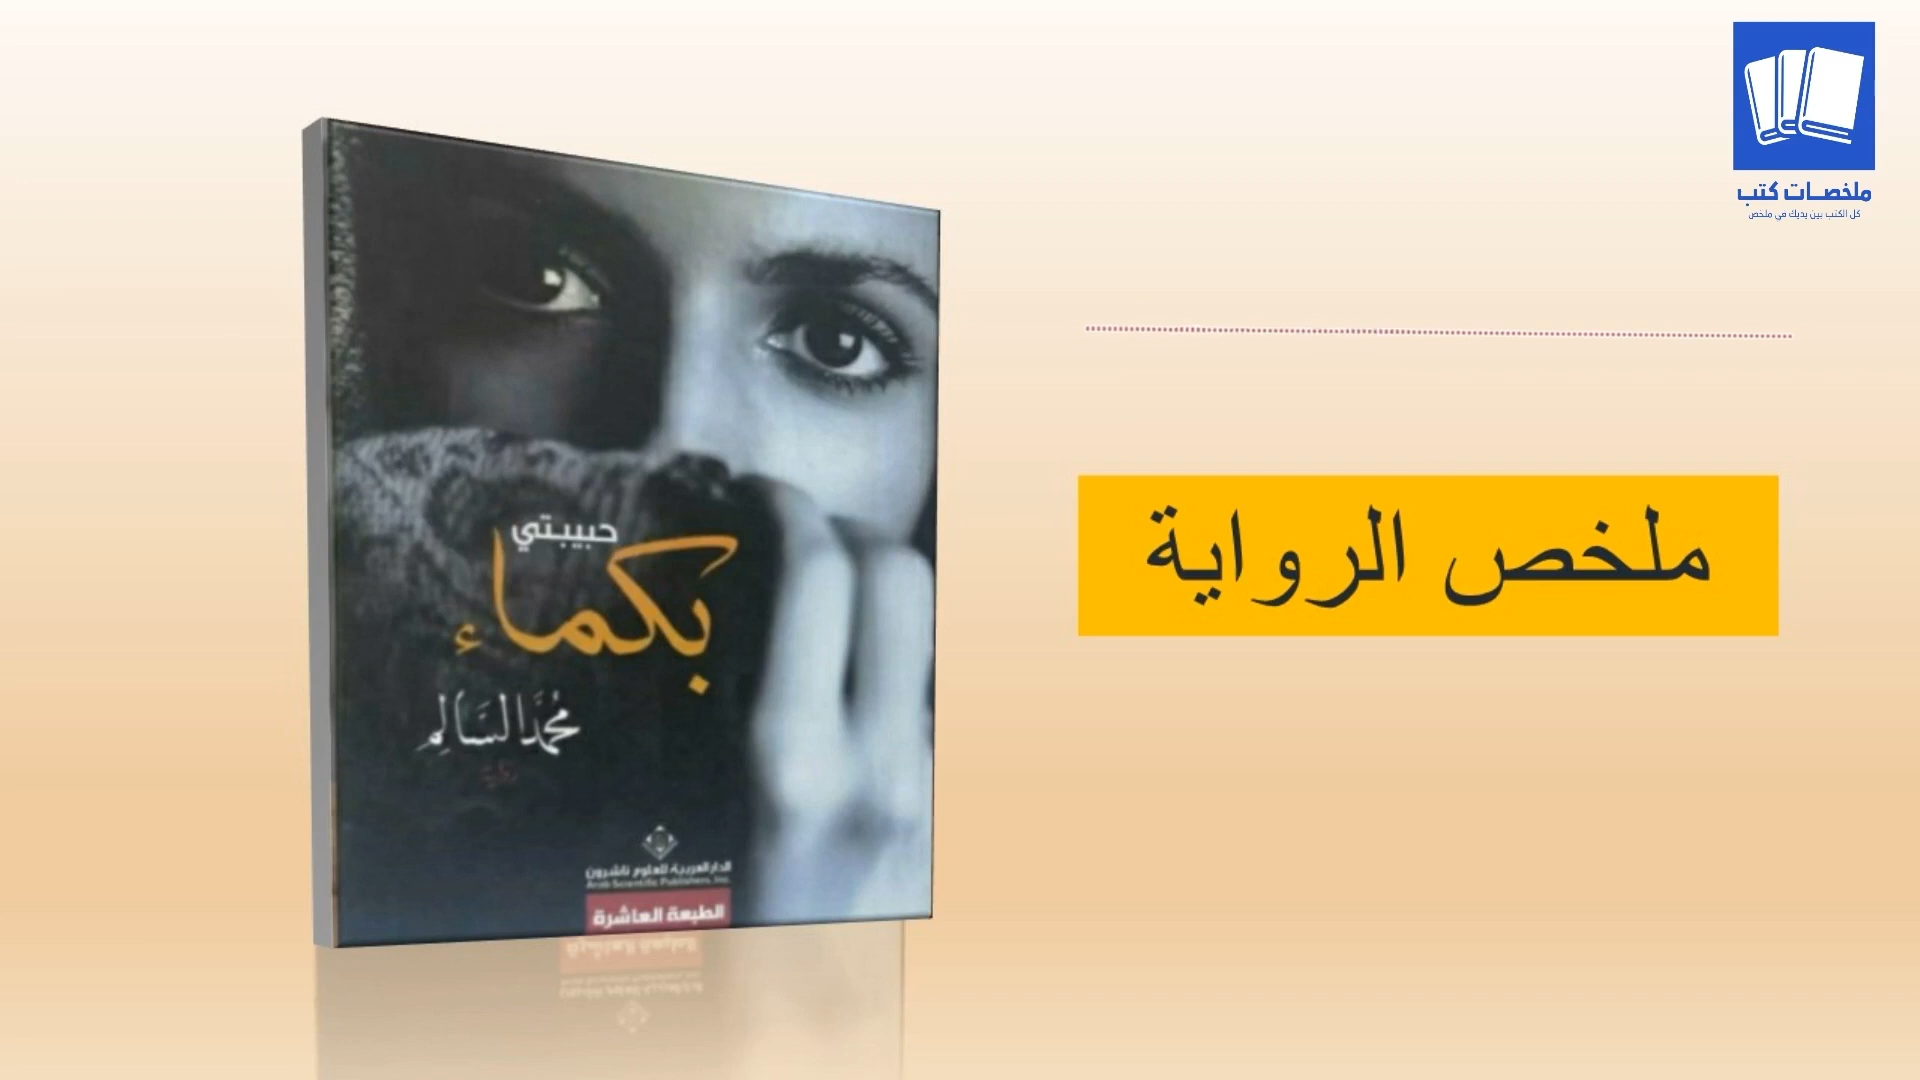 ملخصات كتب
كل الكتب بين يديك في ملخص
ملخص الرواية
حبيبتي
بكماء
محمد السالم
رواية
الدار العربية للعلوم ناشرون
Arab Scientific Publishers, Inc.
الطبعة العاشرة